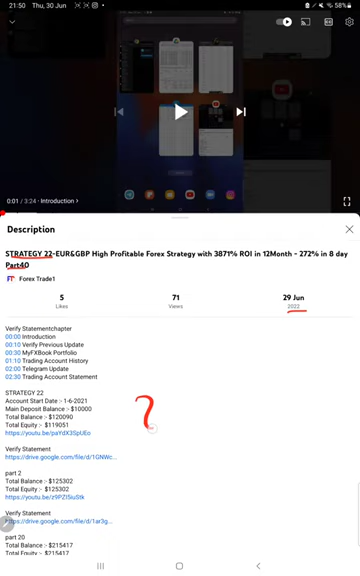 21:50 Thu, 30 Jun
58%
0:01 / 3:24 · Introduction
Description
STRATEGY 22-EUR&GBP High Profitable Forex Strategy with 3871% ROI in 12Month - 272% in 8 day
Part40
Forex Trade1
5 71 29 Jun
Likes Views 2022
Verify Statementchapter
00:00 Introduction
00:10 Verify Previous Update
00:30 MyFXBook Portfolio
01:10 Trading Account History
02:00 Telegram Update
02:30 Trading Account Statement
STRATEGY 22
Account Start Date :- 1-6-2021
Main Deposit Balance :- $10000
Total Balance :- $120090
Total Equity :- $119051
https://youtu.be/paYdX3SpUEo
?
Verify Statement
https://drive.google.com/file/d/1GNWc...
part 2
Total Balance :- $125302
Total Equity :- $125302
https://youtu.be/z9PZI5iuStk
Verify Statement
https://drive.google.com/file/d/1ar3g...
part 20
Total Balance :- $215417
Total Equity :- $215417